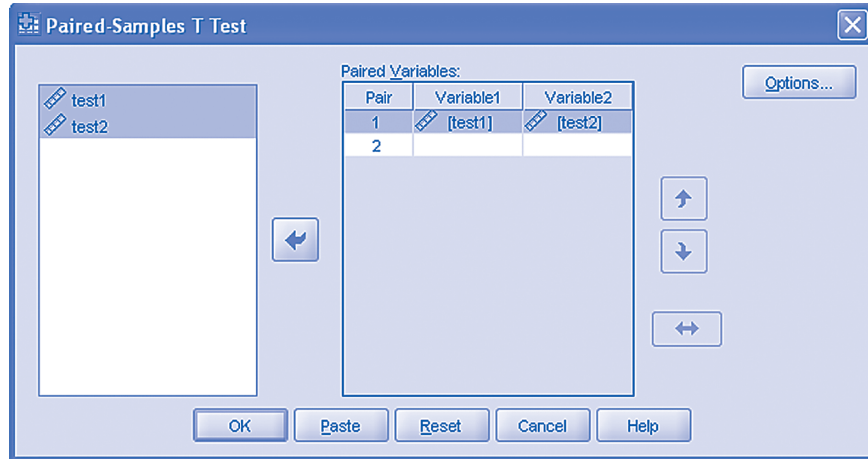 Paired-Samples T Test
test1
test2
Paired Variables:
Pair Variable1 Variable2
1 [test1] [test2]
2
Options...
OK Paste Reset Cancel Help